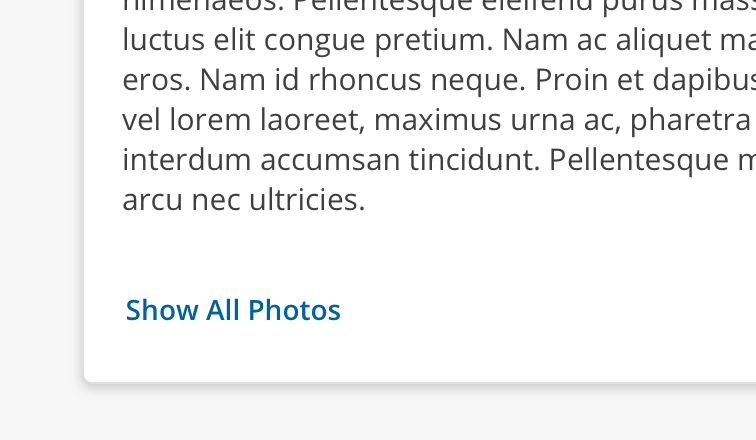 himenaeos. Pellentesque eleifend purus mass
luctus elit congue pretium. Nam ac aliquet ma
eros. Nam id rhoncus neque. Proin et dapibus
vel lorem laoreet, maximus urna ac, pharetra
interdum accumsan tincidunt. Pellentesque m
arcu nec ultricies.
Show All Photos